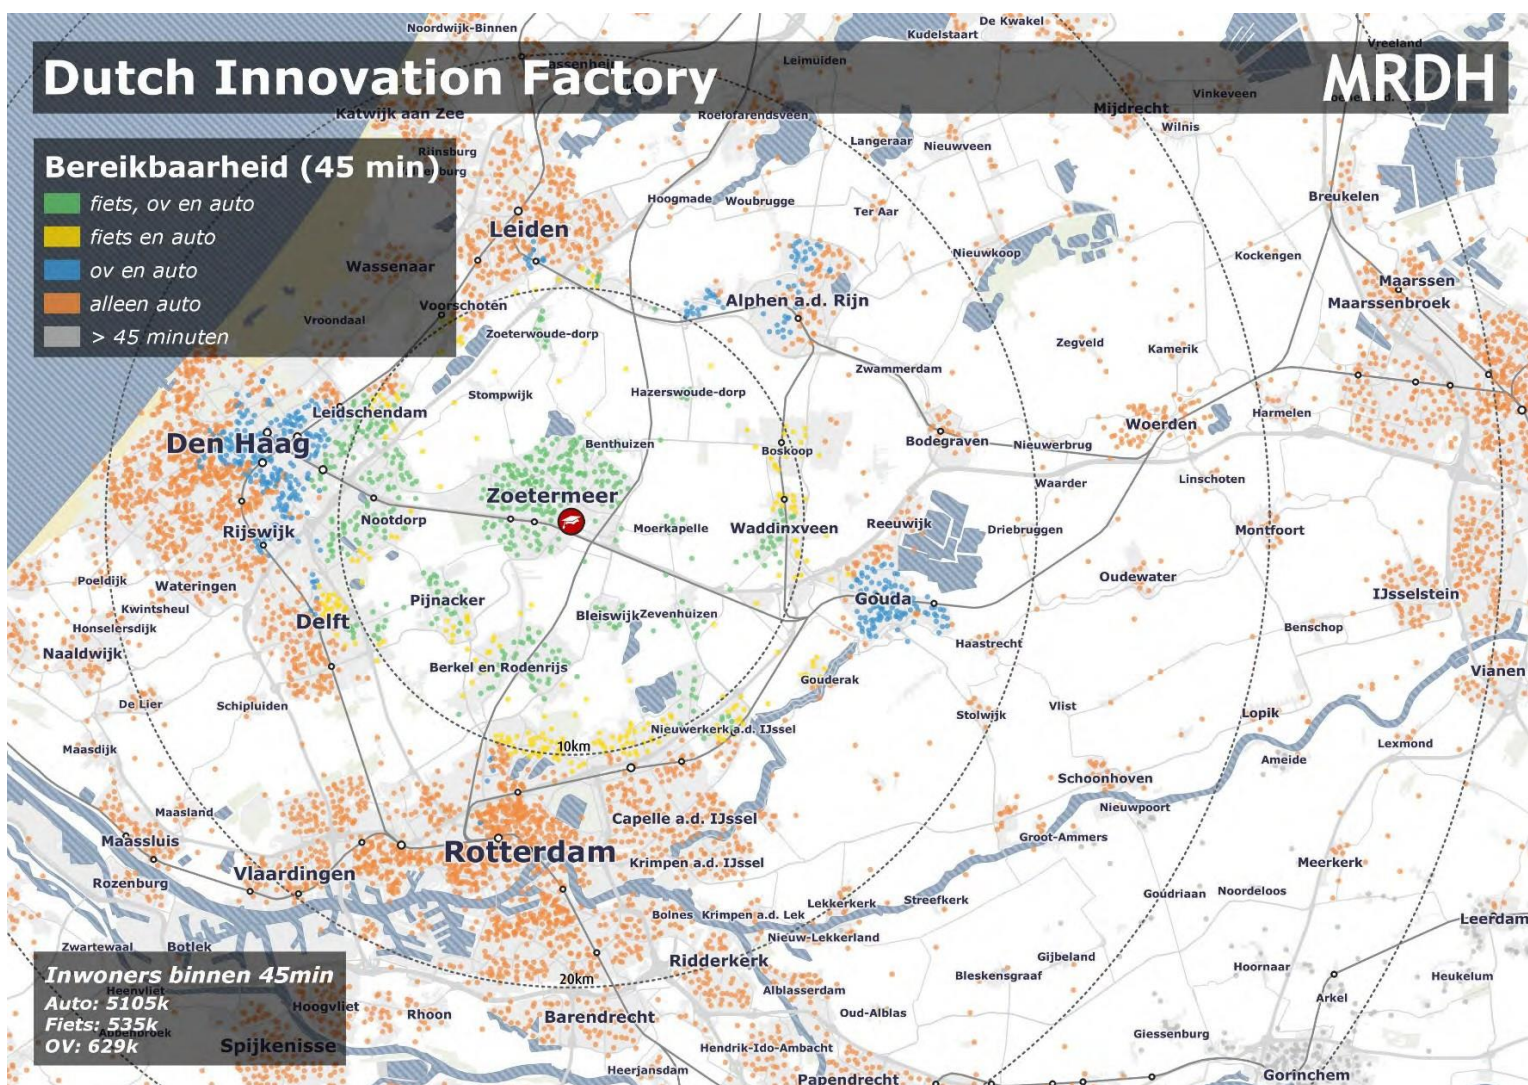 Noordwijk-Binnen
De Kwakel
Kudelstaart
Vreeland
Dutch Innovation Factory
MRDH
Leimuiden
Vinkeveen
Mijdrecht
Katwijk aan Zee
Roelofarendsveen
Wilnis
Langeraar
Nieuwveen
Bereikbaarheid (45 min)
Rijnsburg
fiets, ov en auto
fiets en auto
ov en auto
alleen auto
> 45 minuten
Hoogmade
Woubrugge
Ter Aar
Breukelen
Leiden
Wassenaar
Nieuwkoop
Kockengen
Maarssen
Maarssenbroek
Voorschoten
Alphen a.d. Rijn
Vroondaal
Zoeterwoude-dorp
Zegveld
Kamerik
Zwammerdam
Stompwijk
Hazerswoude-dorp
Leidschendam
Harmelen
Woerden
Den Haag
Benthuizen
Boskoop
Bodegraven
Nieuwerbrug
Linschoten
Waarder
Zoetermeer
Nootdorp
Moerkapelle
Waddinxveen
Reeuwijk
Driebruggen
Montfoort
Rijswijk
Poeldijk
Wateringen
Oudewater
Kwintsheul
Pijnacker
Gouda
IJsselstein
Honselersdijk
Delft
Bleiswijk
Zevenhuizen
Benschop
Naaldwijk
Haastrecht
Berkel en Rodenrijs
Gouderak
Vianen
De Lier
Schipluiden
Stolwijk
Vlist
Lopik
Nieuwerkerk a.d. IJssel
10km
Maasdijk
Lexmond
Ameide
Schoonhoven
Nieuwpoort
Maasland
Capelle a.d. IJssel
Groot-Ammers
Maassluis
Rotterdam
Krimpen a.d. IJssel
Meerkerk
Vlaardingen
Rozenburg
Goudriaan
Noordeloos
Lekkerkerk
Streefkerk
Bolnes
Krimpen a.d. Lek
Leerdam
Zwartewaal
Botlek
Nieuw-Lekkerland
Ridderkerk
Gijbeland
Hoornaar
Bleskensgraaf
Heukelum
20km
Inwoners binnen 45min
Heenvliet
Auto: 5105k
Fiets: 535k
OV: 629k
Abbenbroek
Spijkenisse
Hoogvliet
Rhoon
Barendrecht
Alblasserdam
Oud-Alblas
Arkel
Giessenburg
Hendrik-Ido-Ambacht
Heerjansdam
Papendrecht
Gorinchem